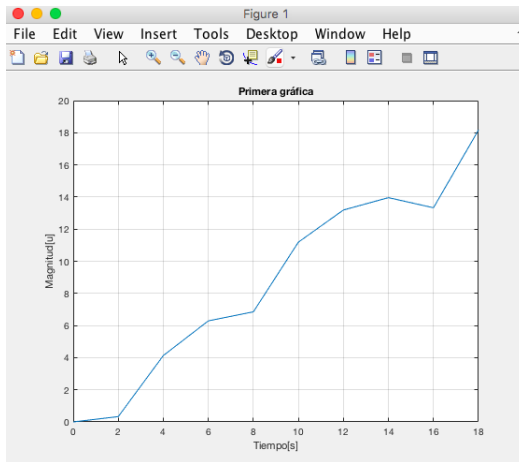 Figure 1
File Edit View Insert Tools Desktop Window Help
Primera gráfica
20
18
16
14
12
10
8
6
4
2
0
Magnitud[u]
0 2 4 6 8 10 12 14 16 18
Tiempo[s]